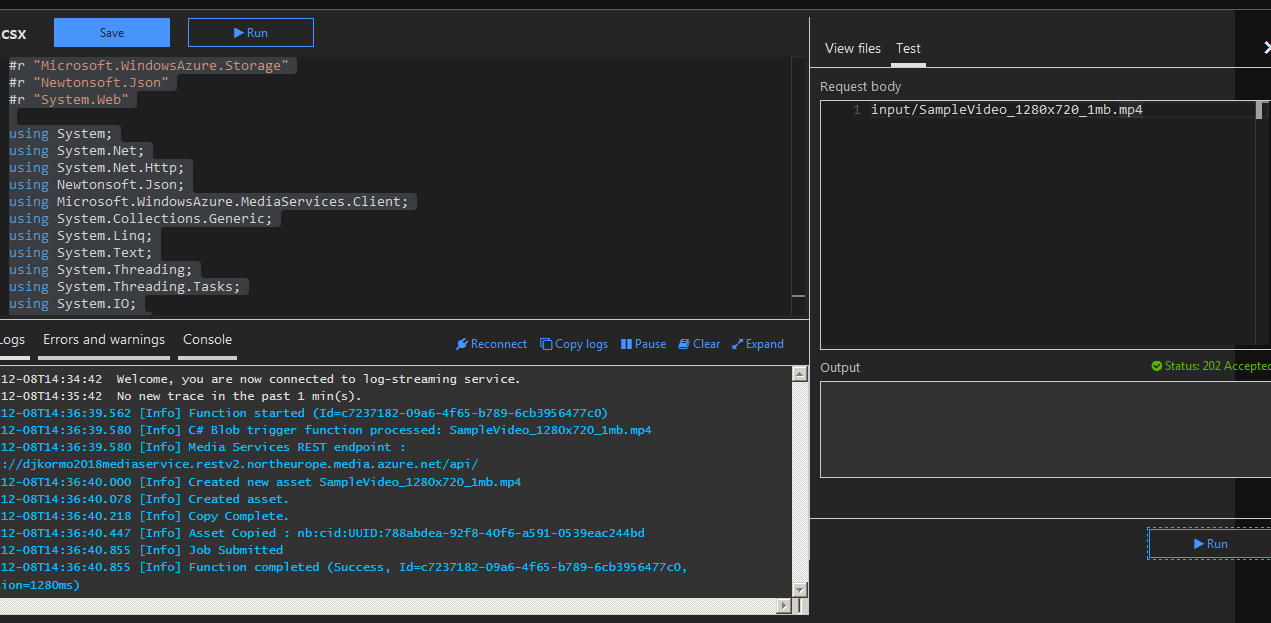 csx
Save
Run
#r "Microsoft.WindowsAzure.Storage"
#r "Newtonsoft.Json"
#r "System.Web"
using System;
using System.Net;
using System.Net.Http;
using Newtonsoft.Json;
using Microsoft.WindowsAzure.MediaServices.Client;
using System.Collections.Generic;
using System.Linq;
using System.Text;
using System.Threading;
using System.Threading.Tasks;
using System.IO;
ogs
Errors and warnings
Console
Reconnect
Copy logs
Pause
Clear
Expand
12-08T14:34:42  Welcome, you are now connected to log-streaming service.
12-08T14:35:42  No new trace in the past 1 min(s).
12-08T14:36:39.562 [Info] Function started (Id=c7237182-09a6-4f65-b789-6cb3956477c0)
12-08T14:36:39.580 [Info] C# Blob trigger function processed: SampleVideo_1280x720_1mb.mp4
12-08T14:36:39.580 [Info] Media Services REST endpoint :
://djkormo2018mediaservice.restv2.northeurope.media.azure.net/api/
12-08T14:36:40.000 [Info] Created new asset SampleVideo_1280x720_1mb.mp4
12-08T14:36:40.078 [Info] Created asset.
12-08T14:36:40.218 [Info] Copy Complete.
12-08T14:36:40.447 [Info] Asset Copied : nb:cid:UUID:788abdea-92f8-40f6-a591-0539eac244bd
12-08T14:36:40.855 [Info] Job Submitted
12-08T14:36:40.855 [Info] Function completed (Success, Id=c7237182-09a6-4f65-b789-6cb3956477c0,
ion=1280ms)
View files
Test
Request body
1 input/SampleVideo_1280x720_1mb.mp4
Output
Status: 202 Accepted
Run